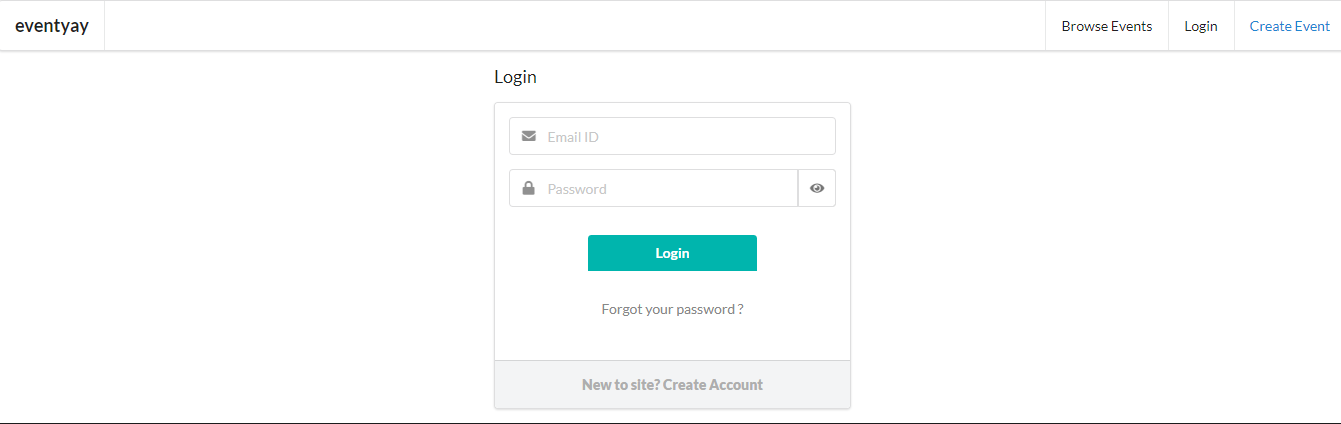 eventyay
Browse Events
Login
Create Event
Login
Email ID
Password
Login
Forgot your password ?
New to site? Create Account